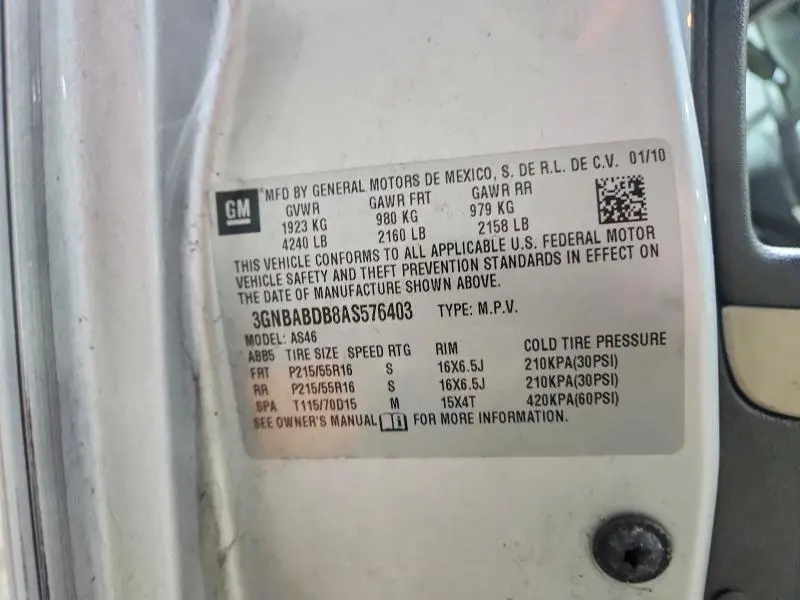 GM
*MFD BY GENERAL MOTORS DE MEXICO, S. DE R.L. DE C.V. 01/10
GVWR GAWR FRT GAWR RR
1923 KG 980 KG 979 KG
4240 LB 2160 LB 2158 LB
THIS VEHICLE CONFORMS TO ALL APPLICABLE U.S. FEDERAL MOTOR
VEHICLE SAFETY AND THEFT PREVENTION STANDARDS IN EFFECT ON
THE DATE OF MANUFACTURE SHOWN ABOVE.
3GNBABDB8AS576403 TYPE: M.P.V.
MODEL: AS46
ABB5 TIRE SIZE SPEED RTG RIM COLD TIRE PRESSURE
FRT P215/55R16 S 16X6.5J 210KPA(30PSI)
RR P215/55R16 S 16X6.5J 210KPA(30PSI)
SPA T115/70D15 M 15X4T 420KPA(60PSI)
SEE OWNER'S MANUAL FOR MORE INFORMATION.